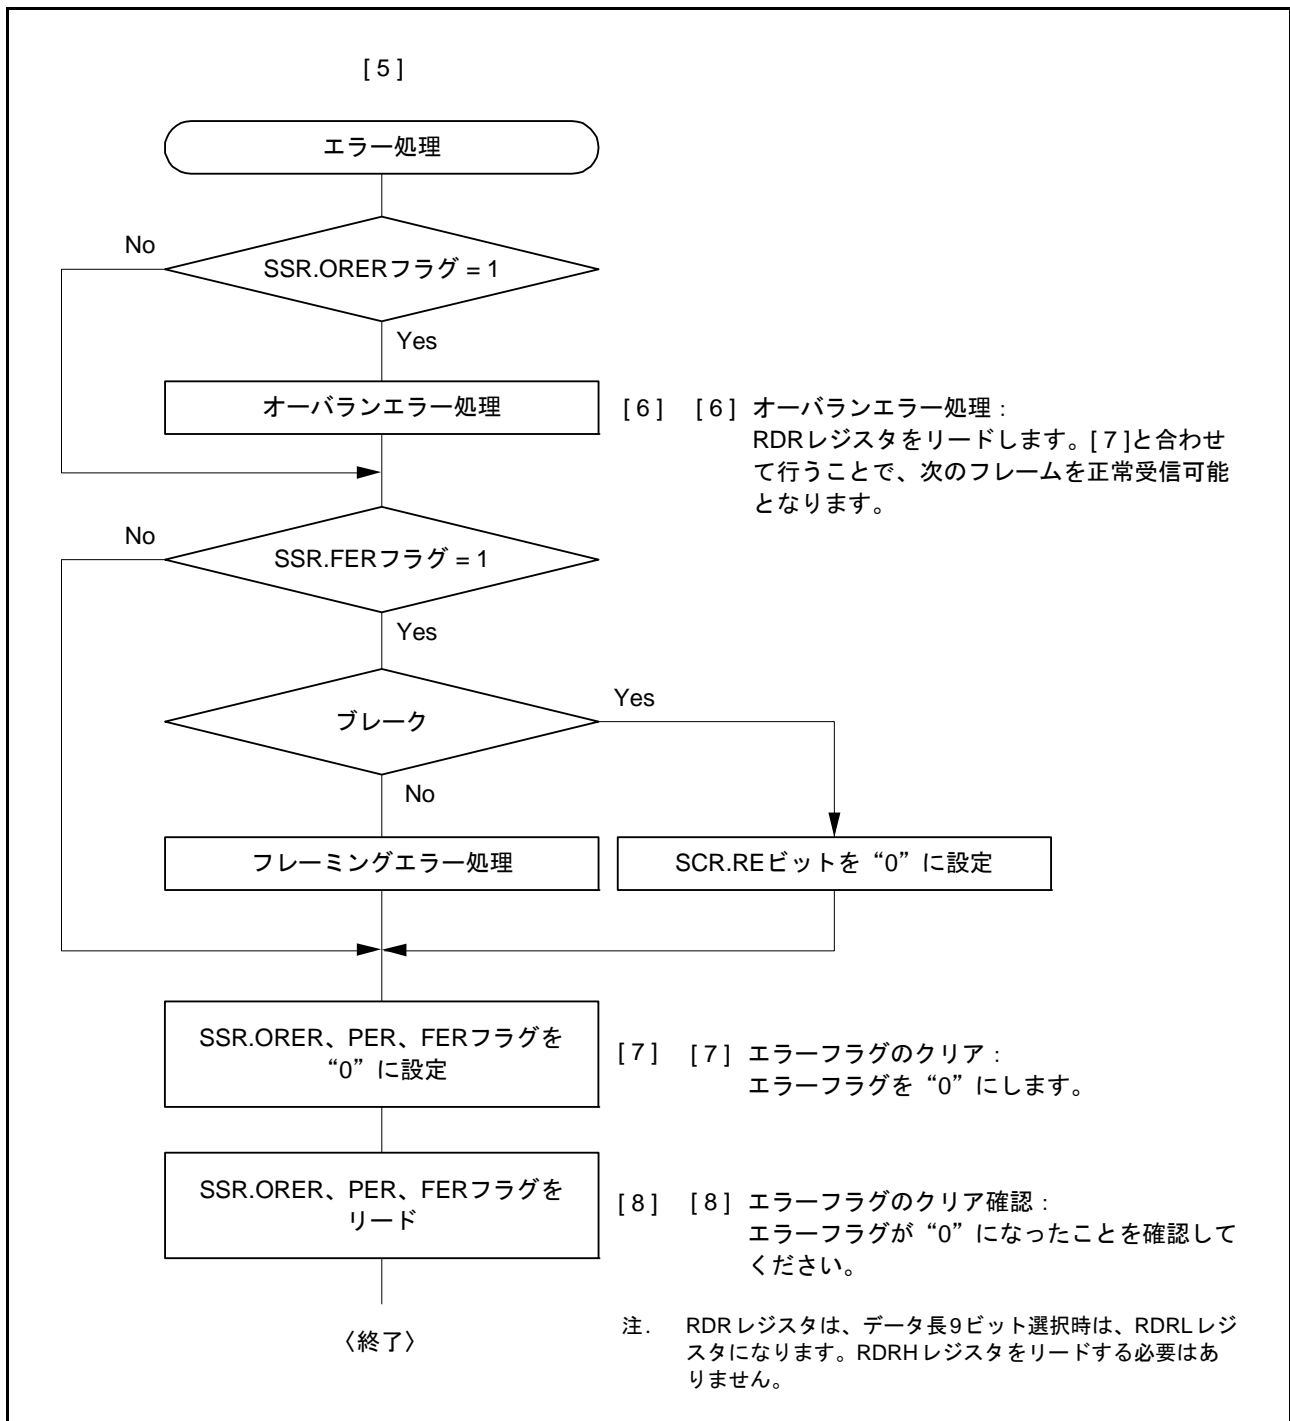 [ 5 ]
エラー処理
No
SSR.ORERフラグ = 1
Yes
オーバランエラー処理
[ 6 ]
[ 6 ] オーバランエラー処理：
RDRレジスタをリードします。[ 7 ]と合わせ
て行うことで、次のフレームを正常受信可能
となります。
No
SSR.FERフラグ = 1
Yes
ブレーク
Yes
No
フレーミングエラー処理
SCR.REビットを“0”に設定
SSR.ORER、PER、FERフラグを
“0”に設定
[ 7 ]
[ 7 ] エラーフラグのクリア：
エラーフラグを“0”にします。
SSR.ORER、PER、FERフラグを
リード
[ 8 ]
[ 8 ] エラーフラグのクリア確認：
エラーフラグが“0”になったことを確認して
ください。
〈終了〉
注. RDRレジスタは、データ長9ビット選択時は、RDRLレジ
スタになります。RDRHレジスタをリードする必要はあ
りません。